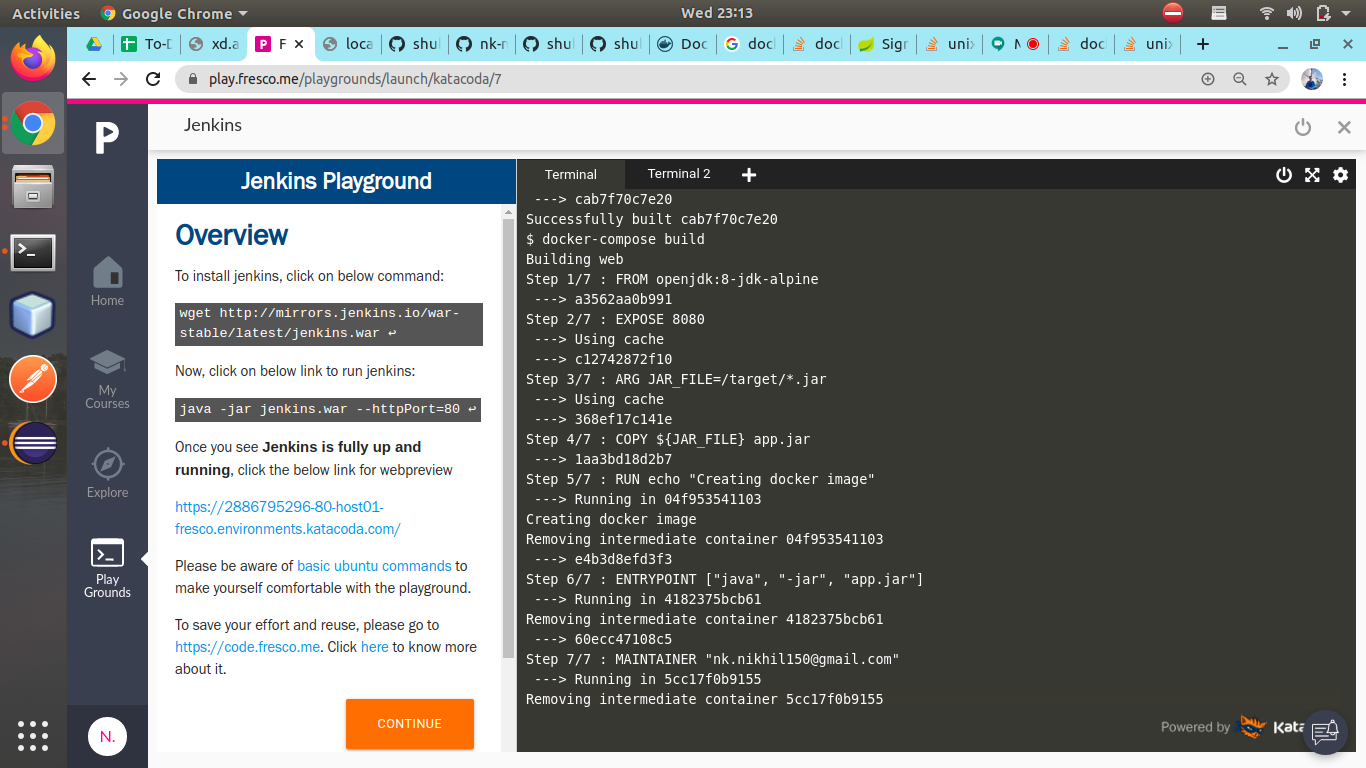 Activities
Google Chrome
Wed 23:13
To-D
xd.a
F
loca
shul
nk-n
shul
shul
Doc
doc
doc
Sign
unix
doc
unix
play.fresco.me/playgrounds/launch/katacoda/7
Jenkins
Home
My
Courses
Explore
Play
Grounds
N.
Jenkins Playground
Overview
To install jenkins, click on below command:
wget http://mirrors.jenkins.io/war-
stable/latest/jenkins.war ↩
Now, click on below link to run jenkins:
java -jar jenkins.war --httpPort=80 ↩
Once you see Jenkins is fully up and
running, click the below link for webpreview
https://2886795296-80-host01-
fresco.environments.katacoda.com/
Please be aware of basic ubuntu commands to
make yourself comfortable with the playground.
To save your effort and reuse, please go to
https://code.fresco.me. Click here to know more
about it.
CONTINUE
Terminal
Terminal 2
---> cab7f70c7e20
Successfully built cab7f70c7e20
$ docker-compose build
Building web
Step 1/7 : FROM openjdk:8-jdk-alpine
---> a3562aa0b991
Step 2/7 : EXPOSE 8080
---> Using cache
---> c12742872f10
Step 3/7 : ARG JAR_FILE=/target/*.jar
---> Using cache
---> 368ef17c141e
Step 4/7 : COPY ${JAR_FILE} app.jar
---> 1aa3bd18d2b7
Step 5/7 : RUN echo "Creating docker image"
---> Running in 04f953541103
Creating docker image
Removing intermediate container 04f953541103
---> e4b3d8efd3f3
Step 6/7 : ENTRYPOINT ["java", "-jar", "app.jar"]
---> Running in 4182375bcb61
Removing intermediate container 4182375bcb61
---> 60ecc47108c5
Step 7/7 : MAINTAINER "nk.nikhil150@gmail.com"
---> Running in 5cc17f0b9155
Removing intermediate container 5cc17f0b9155
Powered by